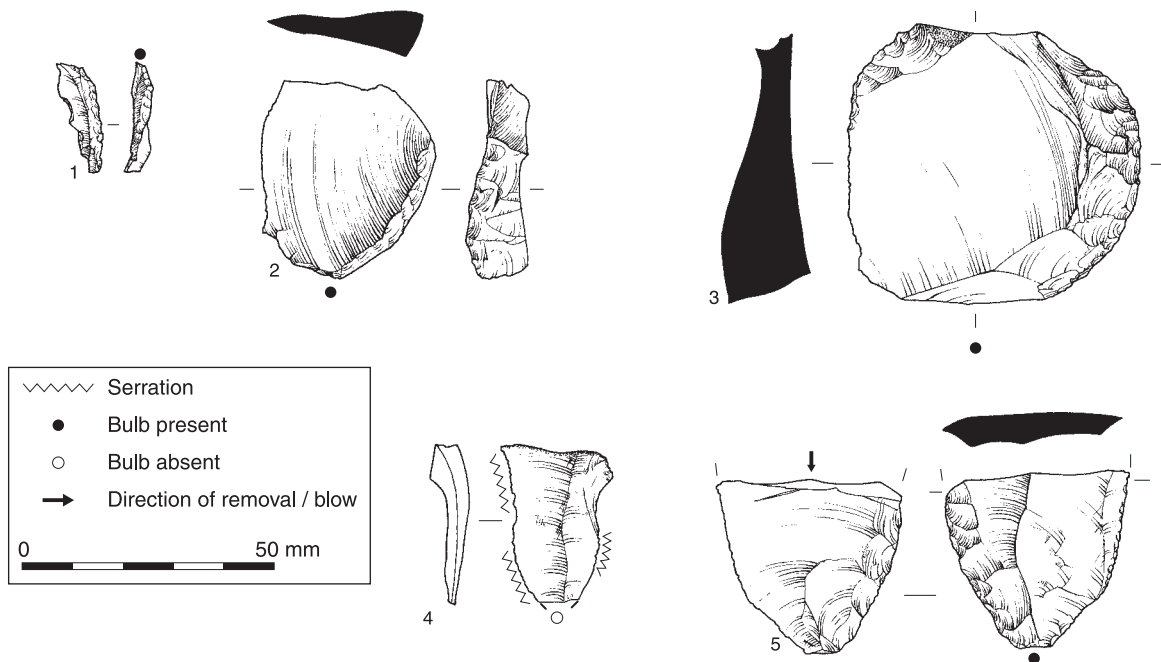 1
2
3
Serration
Bulb present
Bulb absent
Direction of removal / blow
0 50 mm
4
5